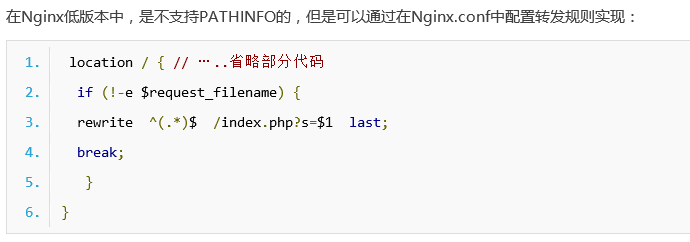 在Nginx低版本中，是不支持PATHINFO的，但是可以通过在Nginx.conf中配置转发规则实现：
1. location / { // …..省略部分代码
2. if (!-e $request_filename) {
3. rewrite ^(.*)$ /index.php?s=$1 last;
4. break;
5. }
6. }